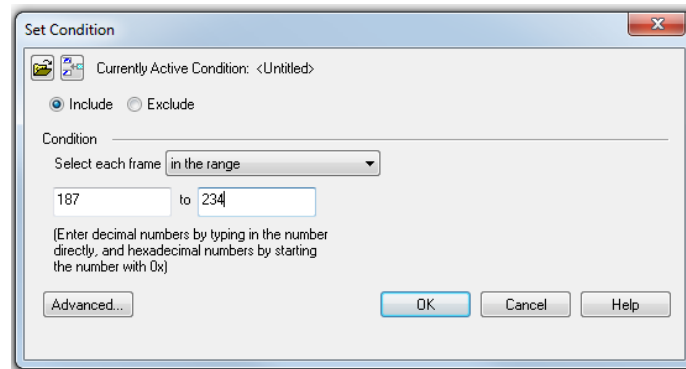 Set Condition
Currently Active Condition: <Untitled>
Include Exclude
Condition
Select each frame in the range
187 to 234
(Enter decimal numbers by typing in the number
directly, and hexadecimal numbers by starting
the number with 0x)
Advanced... OK Cancel Help